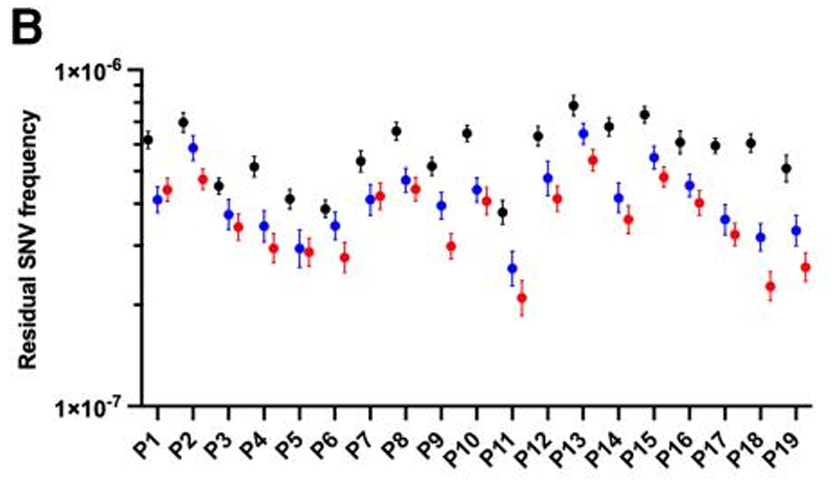 B
1×10⁻⁶
Residual SNV frequency
1×10⁻⁷
P1 P2 P3 P4 P5 P6 P7 P8 P9 P10 P11 P12 P13 P14 P15 P16 P17 P18 P19